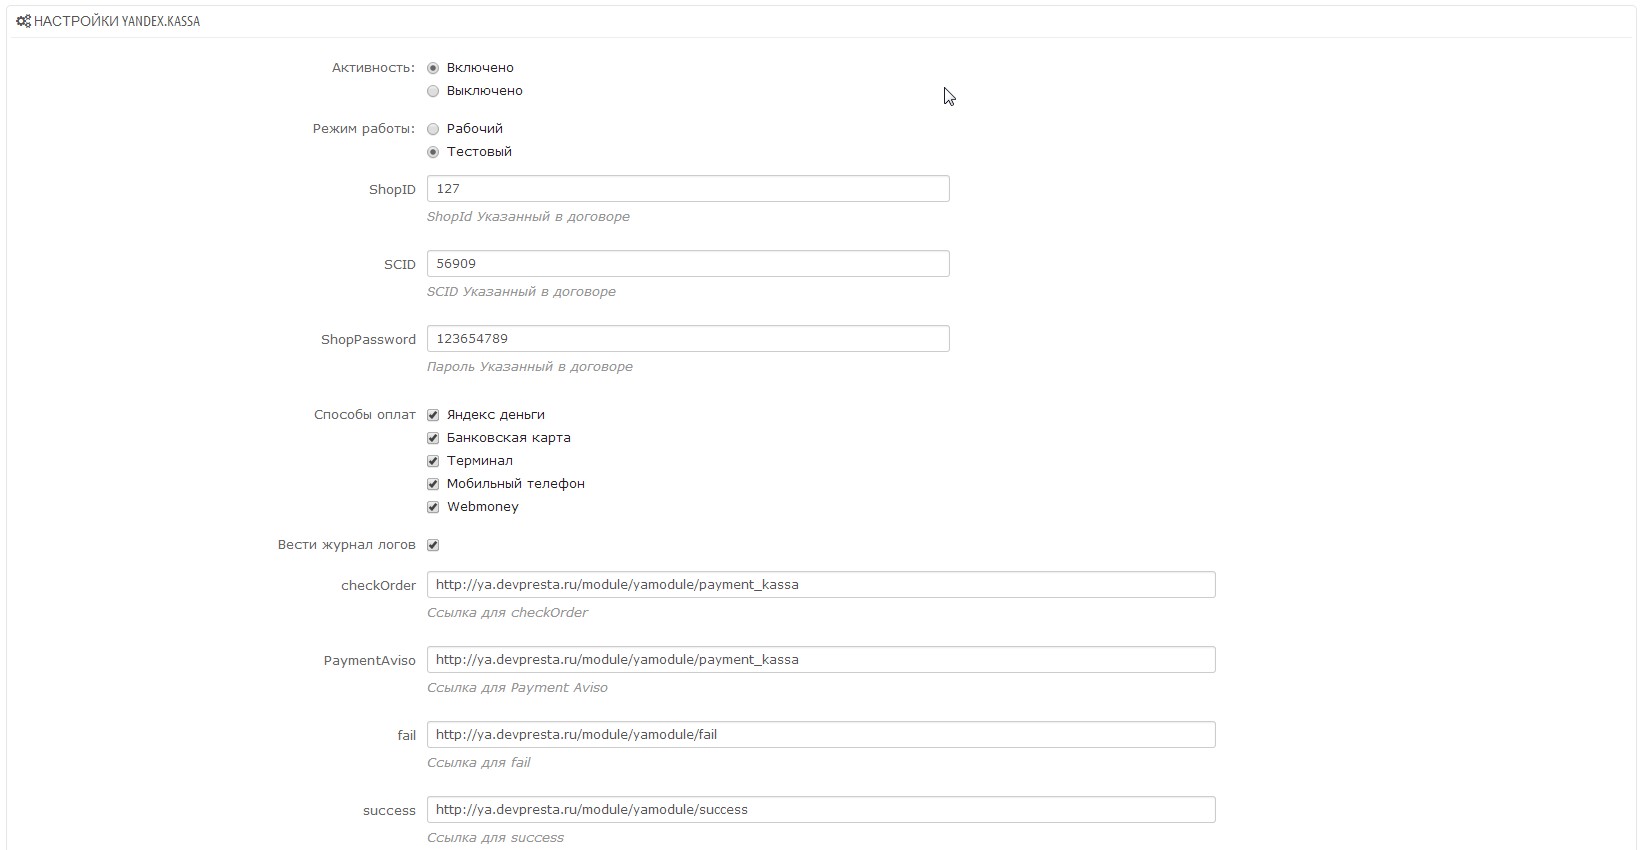 НАСТРОЙКИ YANDEX.KASSA
Активность: Включено
Выключено
Режим работы: Рабочий
Тестовый
ShopID 127
ShopId Указанный в договоре
SCID 56909
SCID Указанный в договоре
ShopPassword 123654789
Пароль Указанный в договоре
Способы оплат Яндекс деньги
Банковская карта
Терминал
Мобильный телефон
Webmoney
Вести журнал логов
checkOrder http://ya.devpresta.ru/module/yamodule/payment_kassa
Ссылка для checkOrder
PaymentAviso http://ya.devpresta.ru/module/yamodule/payment_kassa
Ссылка для Payment Aviso
fail http://ya.devpresta.ru/module/yamodule/fail
Ссылка для fail
success http://ya.devpresta.ru/module/yamodule/success
Ссылка для success